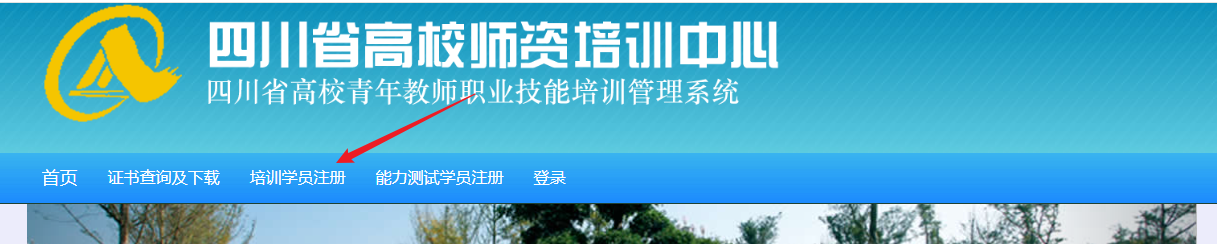 四川省高校师资培训中心
四川省高校青年教师职业技能培训管理系统
首页 证书查询及下载 培训学员注册 能力测试学员注册 登录